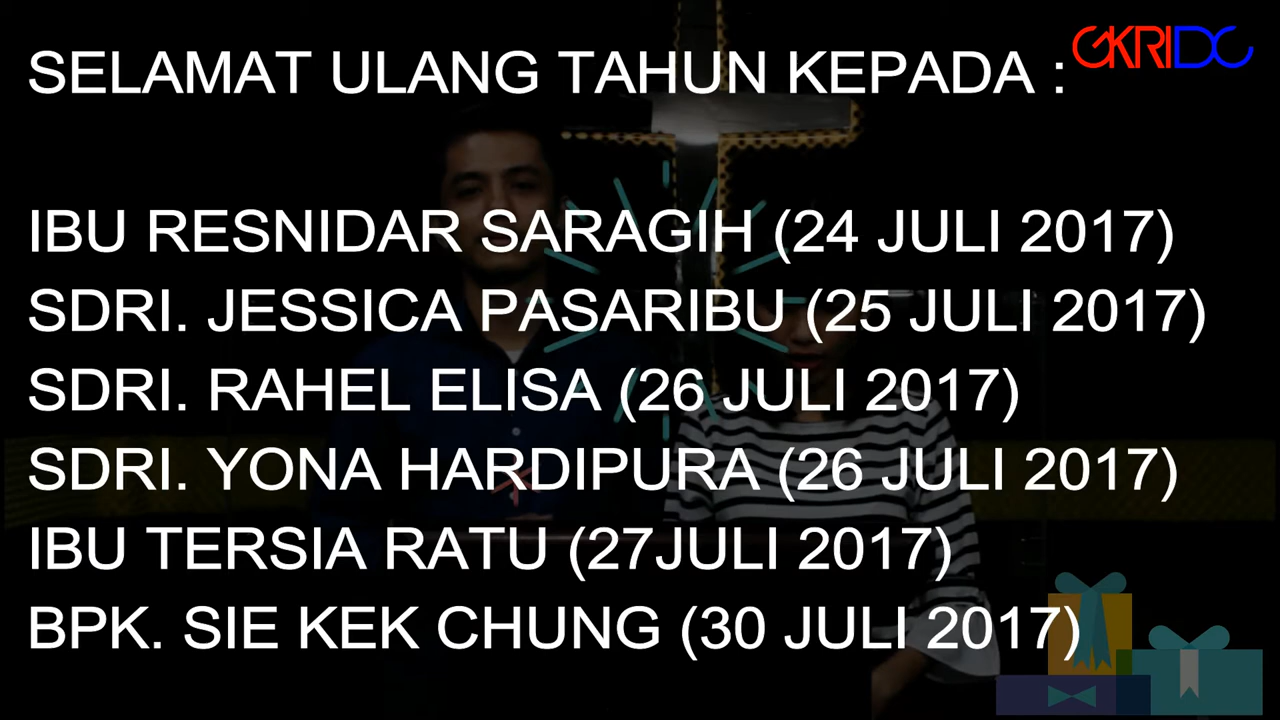 SELAMAT ULANG TAHUN KEPADA :
GKRIDC
IBU RESNIDAR SARAGIH (24 JULI 2017)
SDRI. JESSICA PASARIBU (25 JULI 2017)
SDRI. RAHEL ELISA (26 JULI 2017)
SDRI. YONA HARDIPURA (26 JULI 2017)
IBU TERSIA RATU (27JULI 2017)
BPK. SIE KEK CHUNG (30 JULI 2017)